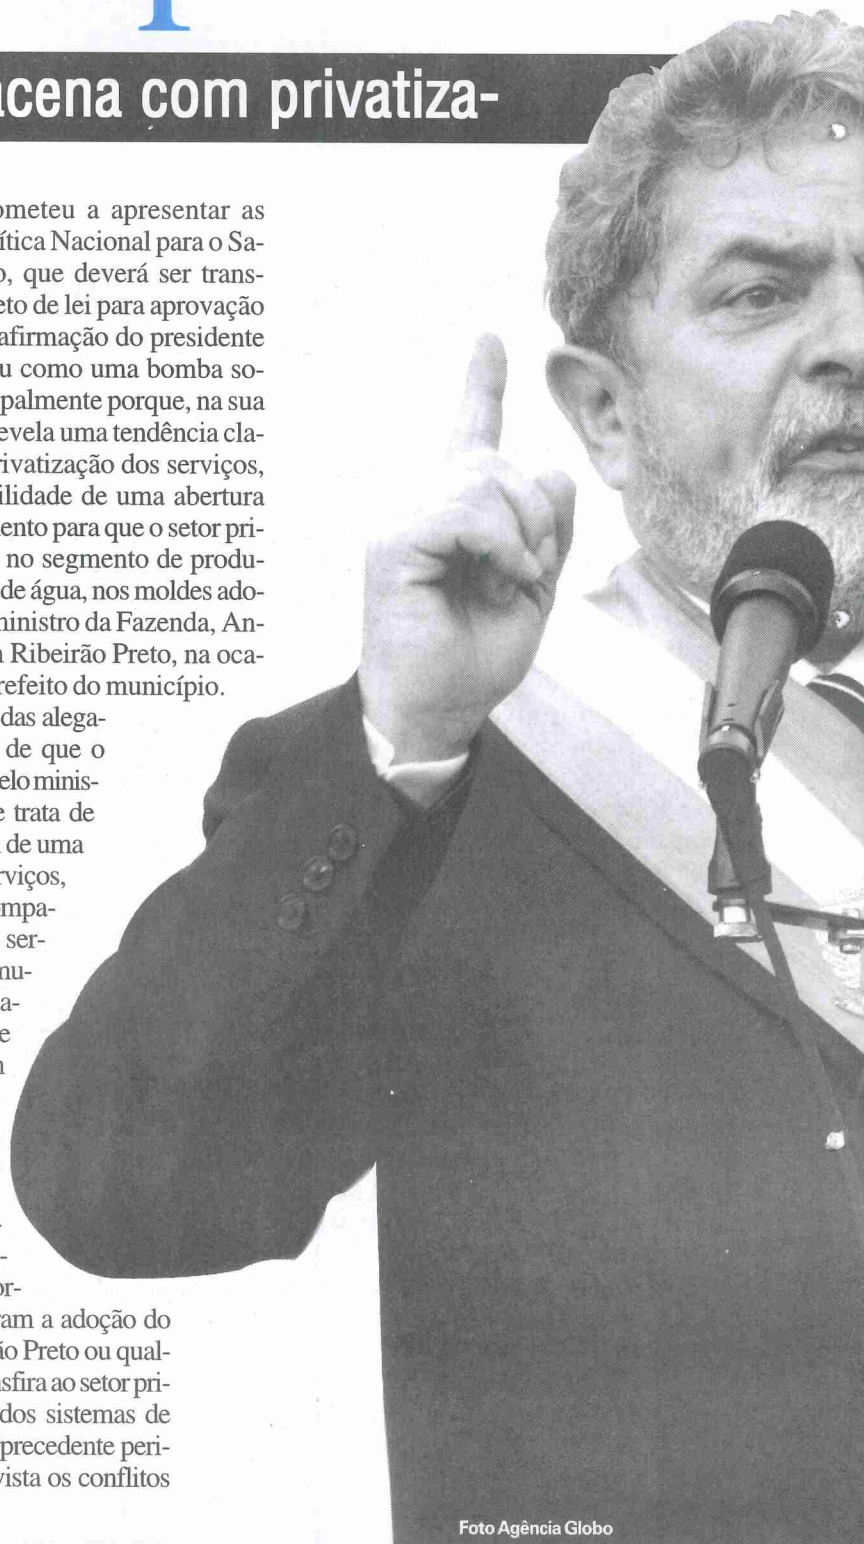 acena com privatiza-
ometeu a apresentar as
ítica Nacional para o Sa-
o, que deverá ser trans-
eto de lei para aprovação
afirmação do presidente
u como uma bomba so-
palmente porque, na sua
evela uma tendência cla-
rivatização dos serviços,
ilidade de uma abertura
ento para que o setor pri-
no segmento de produ-
de água, nos moldes ado-
ministro da Fazenda, An-
Ribeirão Preto, na oca-
refeito do município.
das alega-
de que o
elo minis-
e trata de
de uma
rviços,
mpa-
ser-
mu-
a-
e
or-
ram a adoção do
ão Preto ou qual-
nsfira ao setor pri-
dos sistemas de
precedente peri-
vista os conflitos
Foto Agência Globo